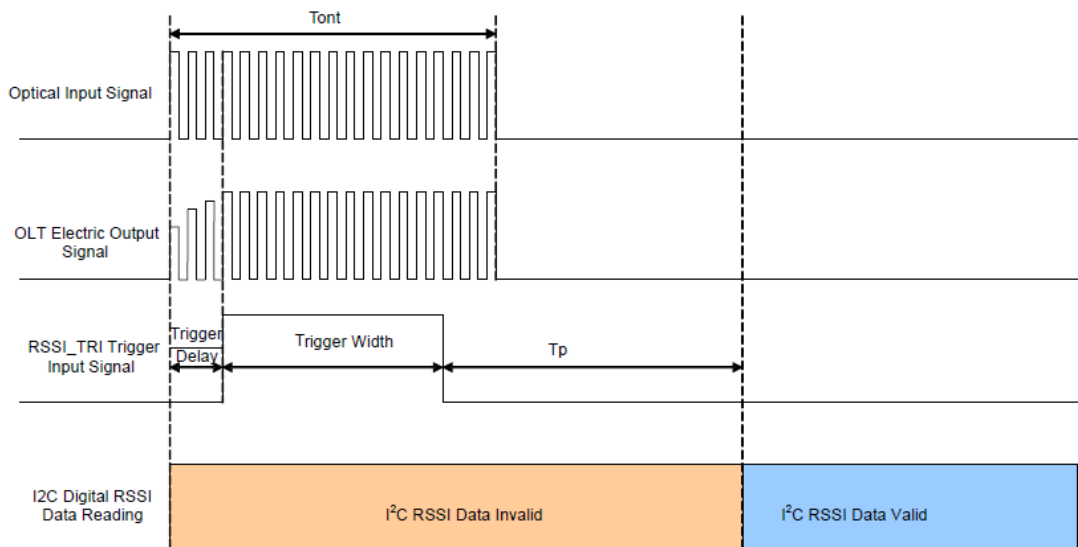 Tont
Optical Input Signal
OLT Electric Output
Signal
Trigger
Delay
RSSI_TRI Trigger
Input Signal
Trigger Width
Tp
I2C Digital RSSI
Data Reading
I²C RSSI Data Invalid
I²C RSSI Data Valid